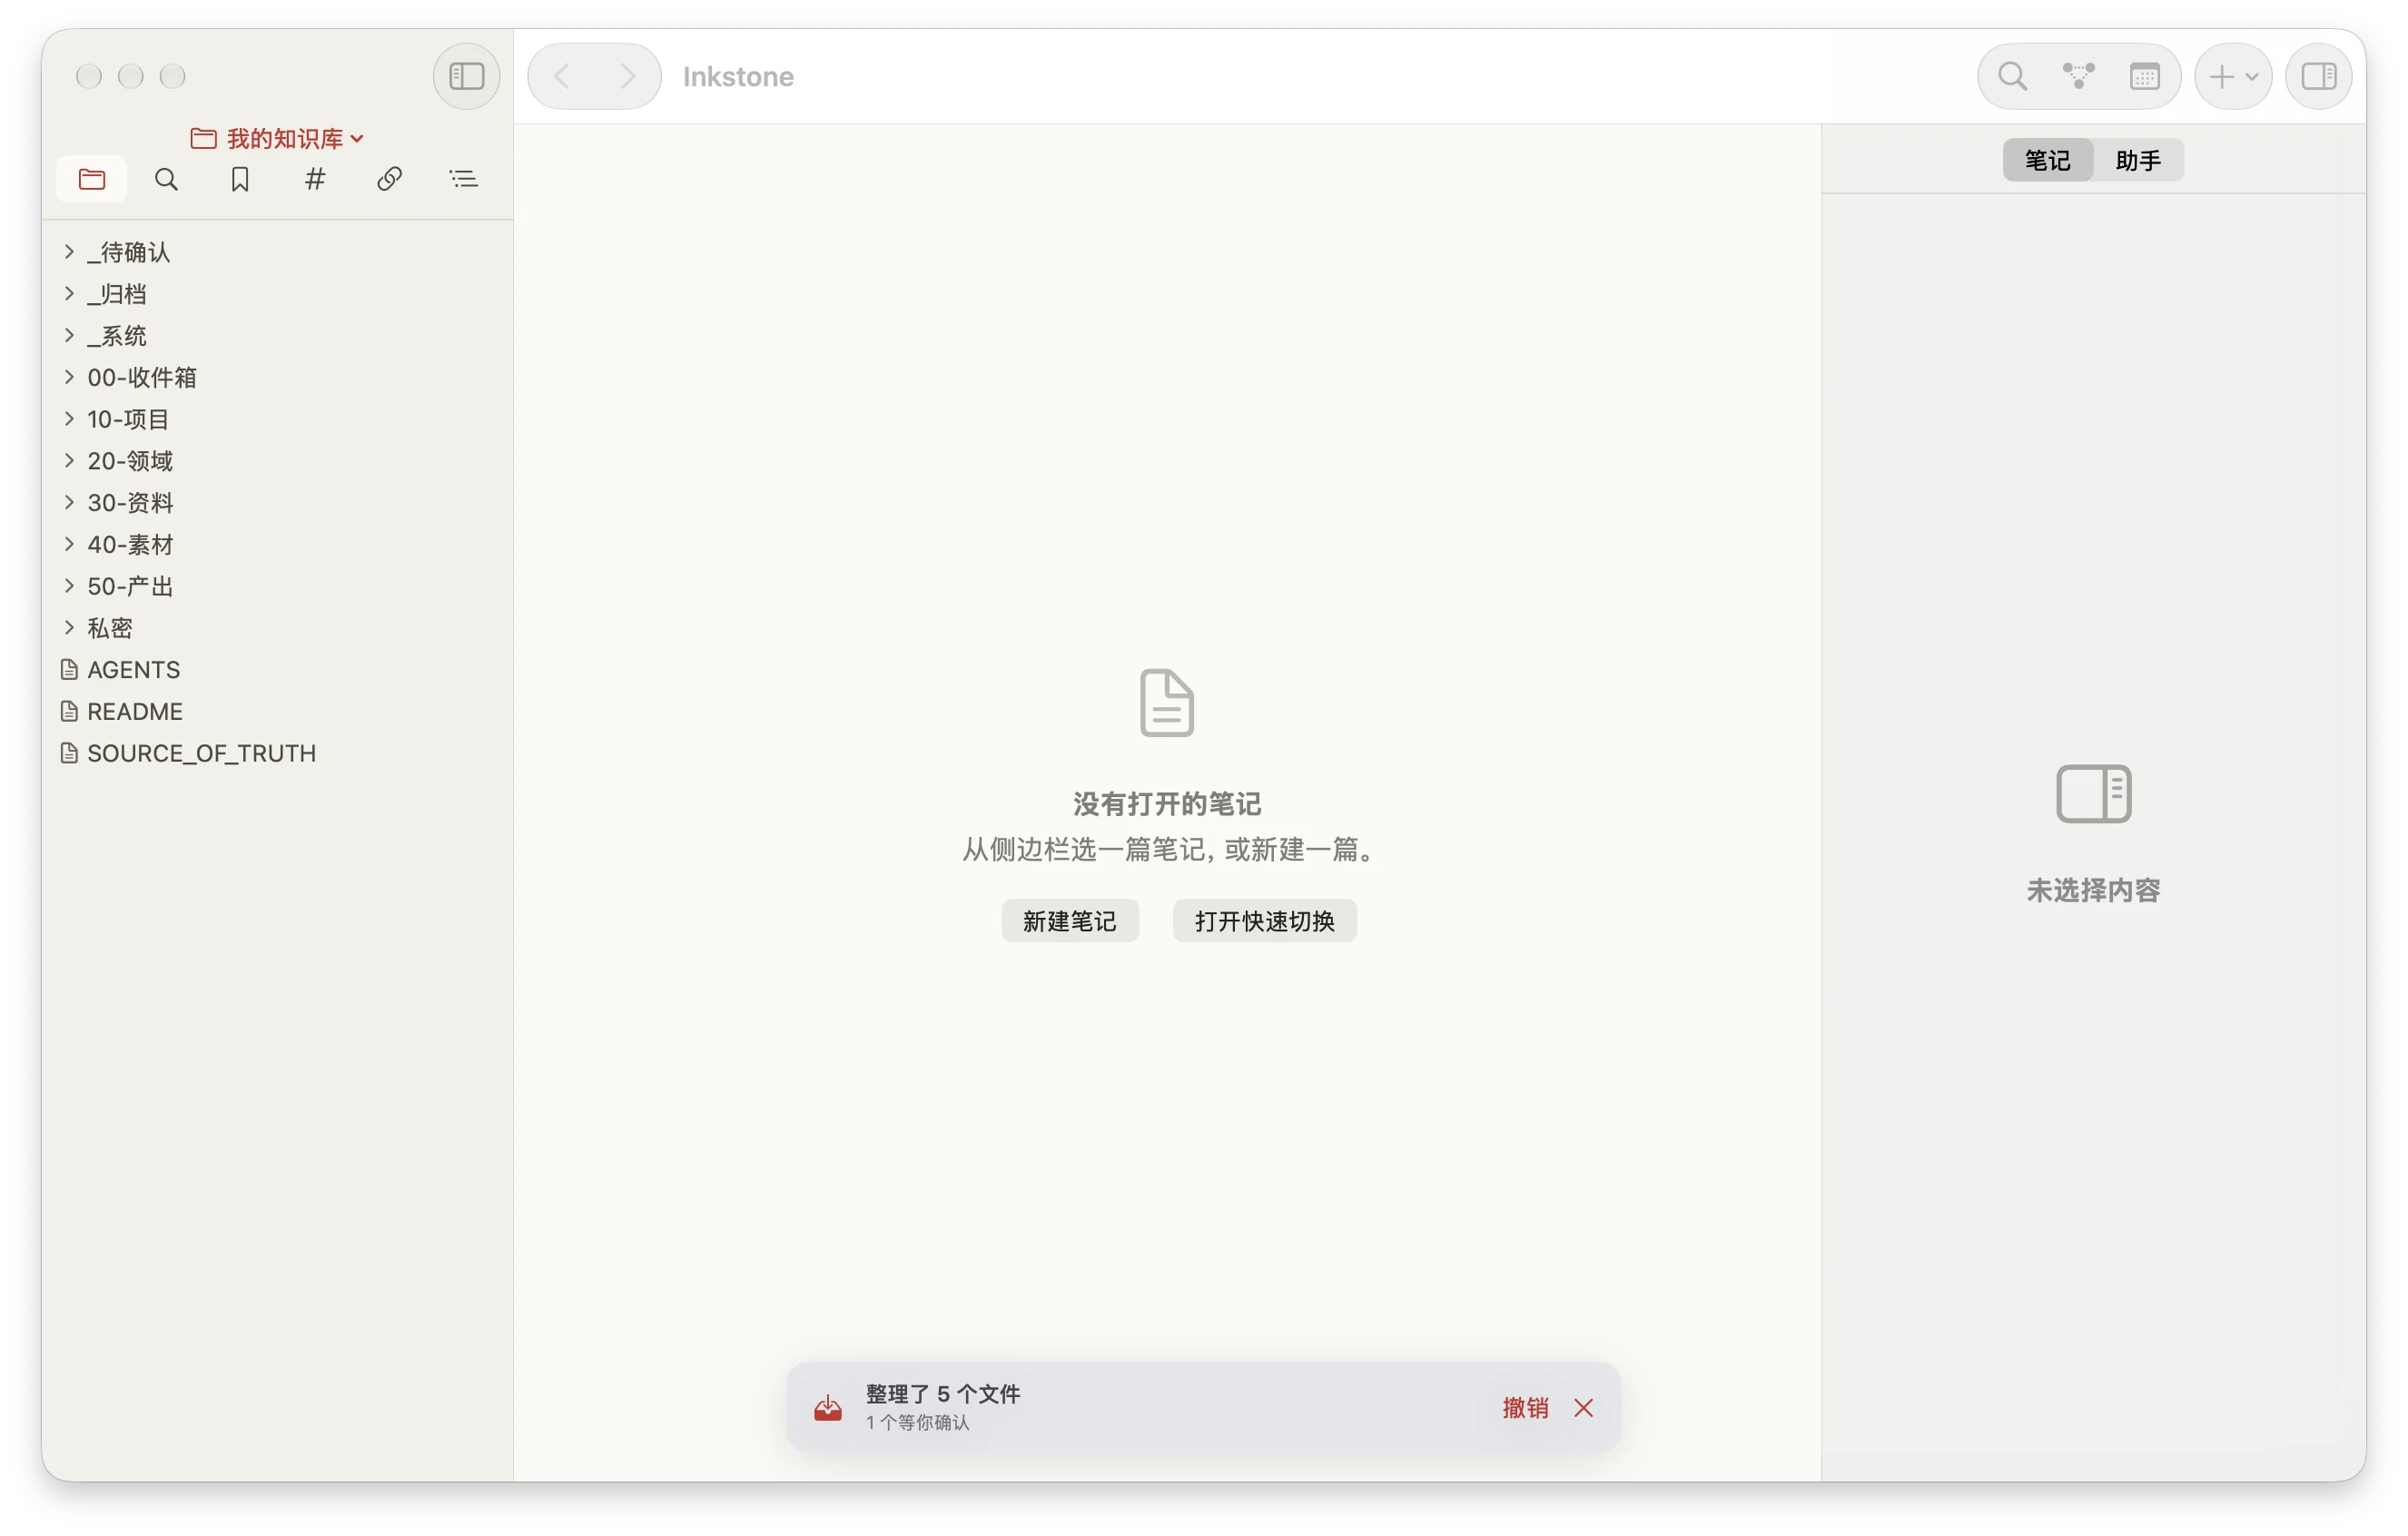 Inkstone
我的知识库
_待确认
_归档
_系统
00-收件箱
10-项目
20-领域
30-资料
40-素材
50-产出
私密
AGENTS
README
SOURCE_OF_TRUTH
没有打开的笔记
从侧边栏选一篇笔记，或新建一篇。
新建笔记 打开快速切换
整理了 5 个文件
1 个等你确认
撤销
笔记 助手
未选择内容